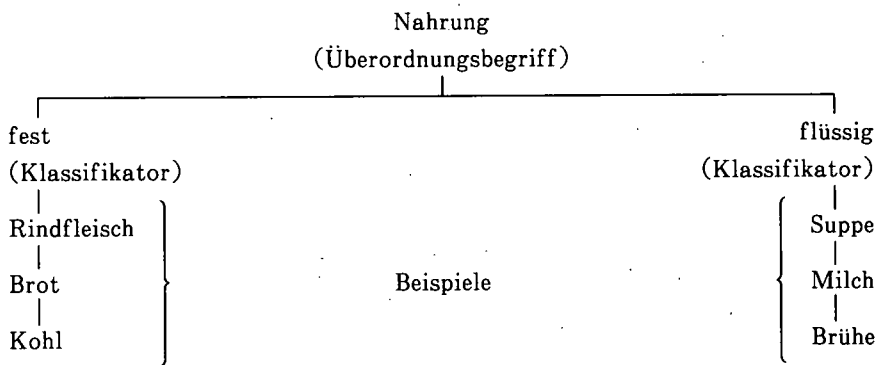 Nahrung
(Überordnungsbegriff)
fest flüssig
(Klassifikator) (Klassifikator)
Rindfleisch Suppe
Brot Beispiele Milch
Kohl Brühe